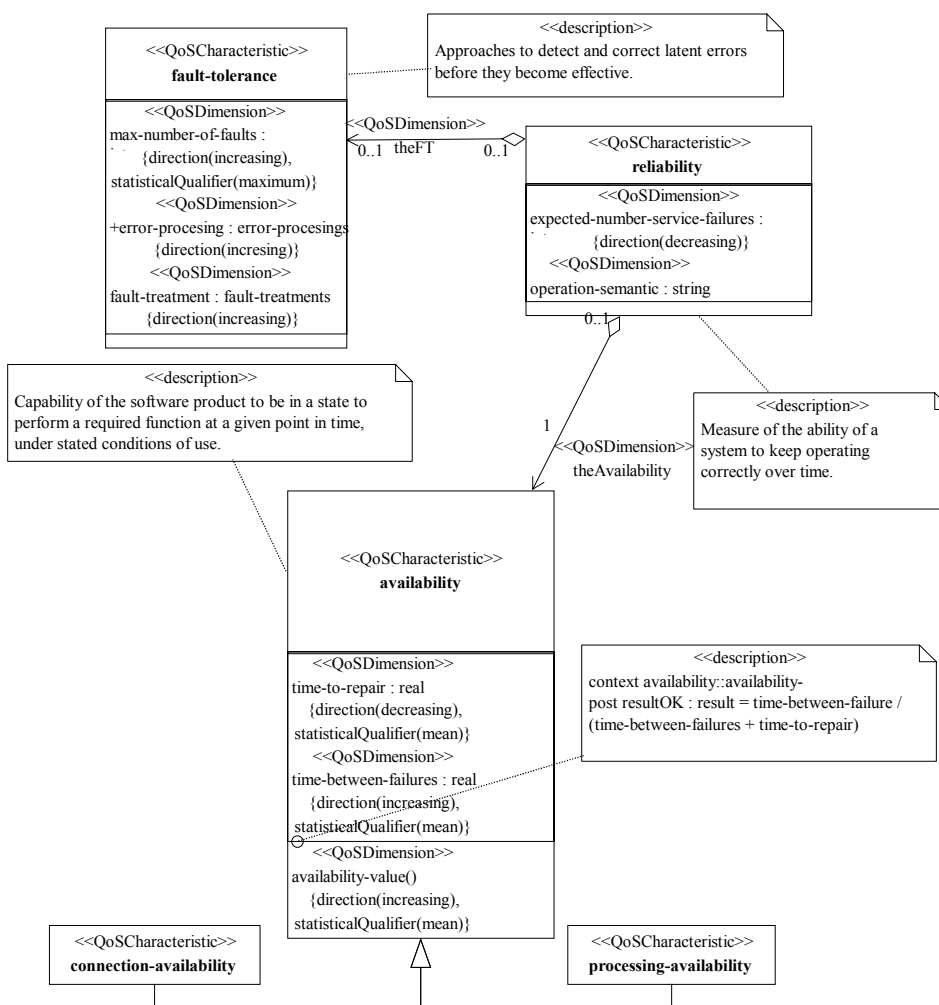 <<description>>
Approaches to detect and correct latent errors
before they become effective.
<<QoSCharacteristic>>
fault-tolerance
<<QoSDimension>>
max-number-of-faults :
{direction(increasing),
statisticalQualifier(maximum)}
<<QoSDimension>>
+error-procesing : error-procesings
{direction(incresing)}
<<QoSDimension>>
fault-treatment : fault-treatments
{direction(increasing)}
<<QoSDimension>>
0..1
theFT
0..1
<<QoSCharacteristic>>
reliability
<<QoSDimension>>
expected-number-service-failures :
{direction(decreasing)}
<<QoSDimension>>
operation-semantic : string
0..1
1
<<QoSDimension>>
theAvailability
<<description>>
Capability of the software product to be in a state to
perform a required function at a given point in time,
under stated conditions of use.
<<description>>
Measure of the ability of a
system to keep operating
correctly over time.
<<QoSCharacteristic>>
availability
<<QoSDimension>>
time-to-repair : real
{direction(decreasing),
statisticalQualifier(mean)}
<<QoSDimension>>
time-between-failures : real
{direction(increasing),
statisticalQualifier(mean)}
<<QoSDimension>>
availability-value()
{direction(increasing),
statisticalQualifier(mean)}
<<description>>
context availability::availability-
post resultOK : result = time-between-failure /
(time-between-failures + time-to-repair)
<<QoSCharacteristic>>
connection-availability
<<QoSCharacteristic>>
processing-availability